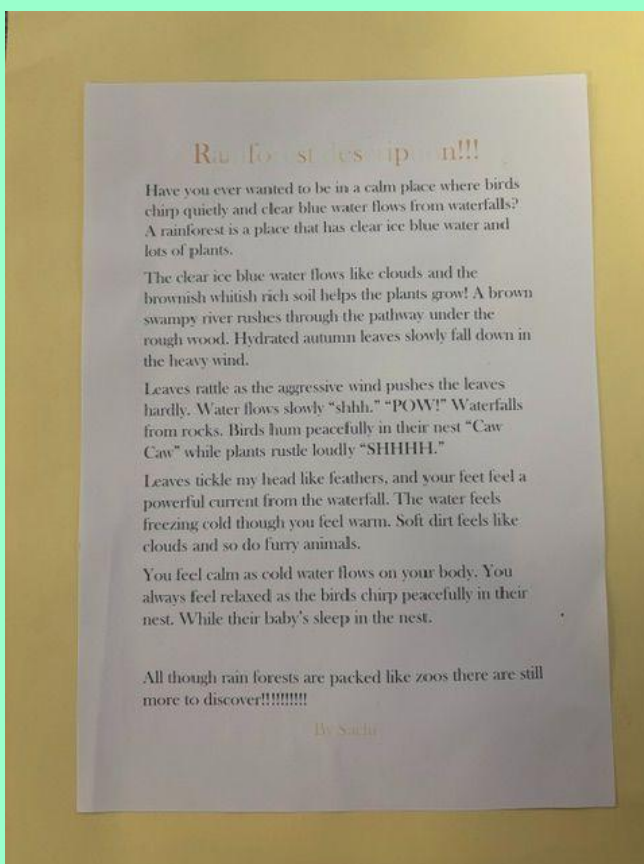 Rainforest description!!!
Have you ever wanted to be in a calm place where birds
chirp quietly and clear blue water flows from waterfalls?
A rainforest is a place that has clear ice blue water and
lots of plants.
The clear ice blue water flows like clouds and the
brownish whitish rich soil helps the plants grow! A brown
swampy river rushes through the pathway under the
rough wood. Hydrated autumn leaves slowly fall down in
the heavy wind.
Leaves rattle as the aggressive wind pushes the leaves
hardly. Water flows slowly “shhh.” “POW!” Waterfalls
from rocks. Birds hum peacefully in their nest “Caw
Caw” while plants rustle loudly “SHHHH.”
Leaves tickle my head like feathers, and your feet feel a
powerful current from the waterfall. The water feels
freezing cold though you feel warm. Soft dirt feels like
clouds and so do furry animals.
You feel calm as cold water flows on your body. You
always feel relaxed as the birds chirp peacefully in their
nest. While their baby’s sleep in the nest.
All though rain forests are packed like zoos there are still
more to discover!!!!!!!!!!
By